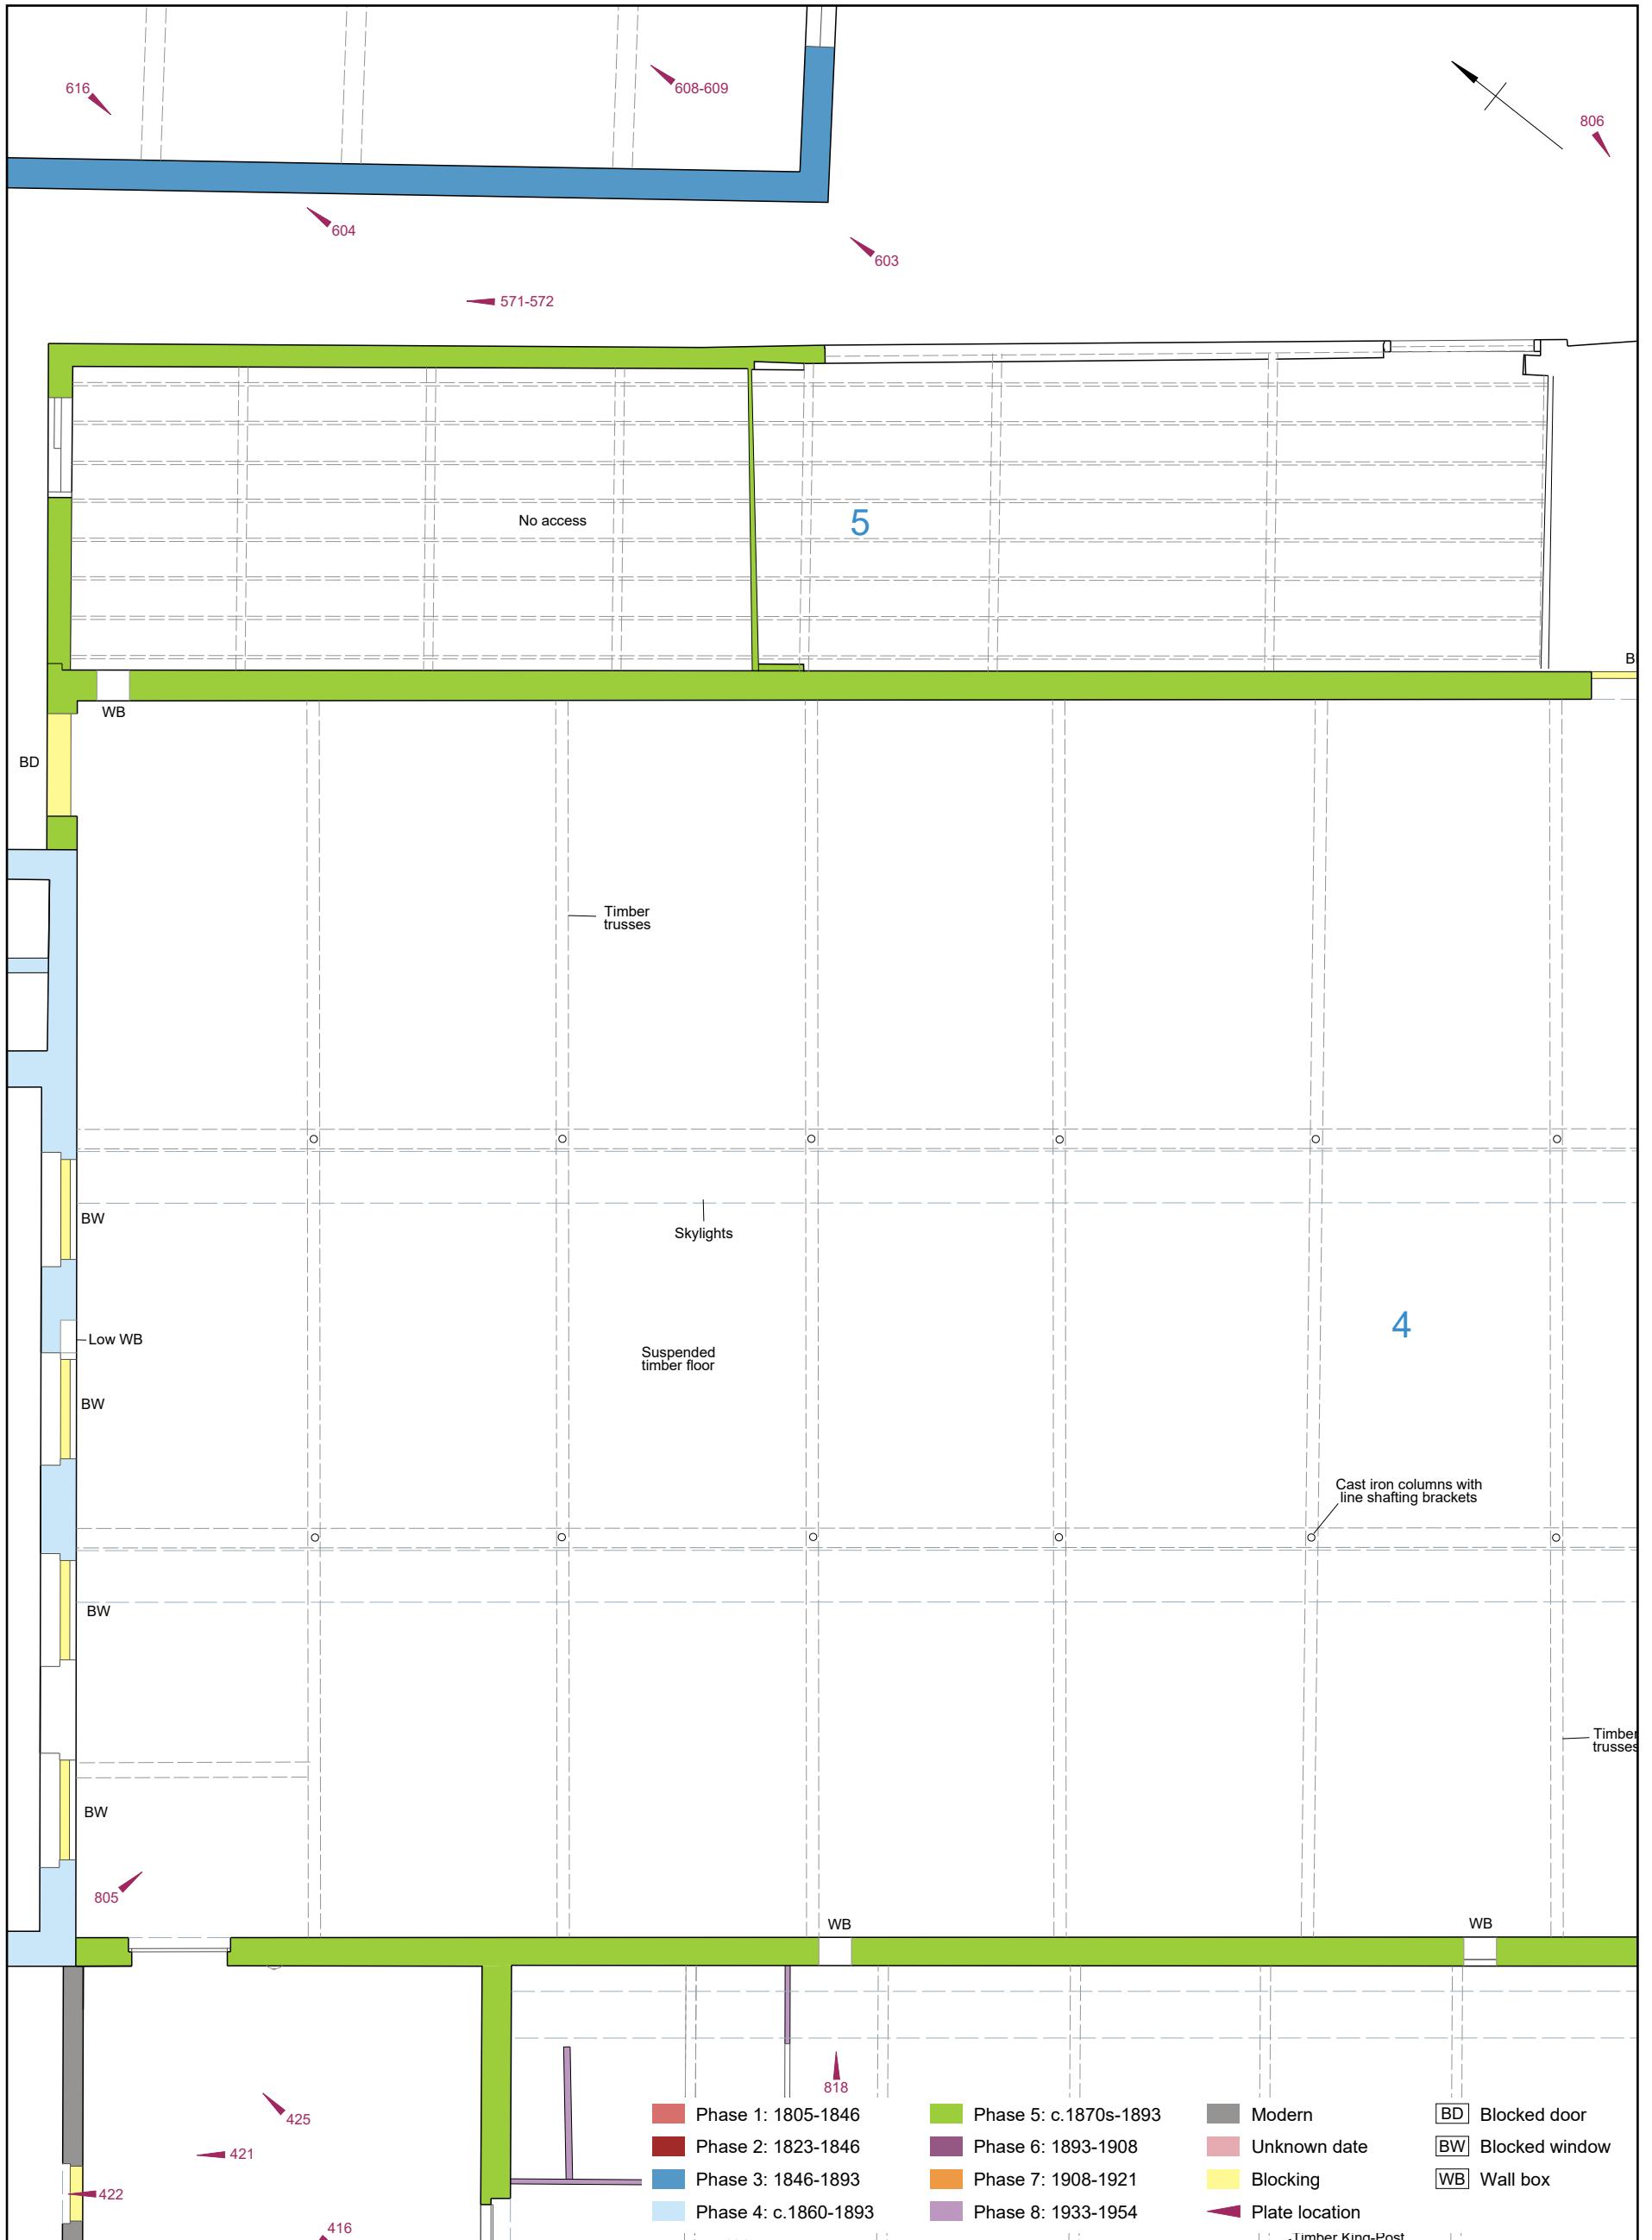 616
608-609
806
604
603
571-572
No access
5
B
WB
BD
Timber
trusses
BW
Skylights
4
Low WB
Suspended
timber floor
BW
Cast iron columns with
line shafting brackets
BW
Timber
trusses
BW
805
WB
WB
818
425
421
422
416
Phase 1: 1805-1846
Phase 2: 1823-1846
Phase 3: 1846-1893
Phase 4: c.1860-1893
Phase 5: c.1870s-1893
Phase 6: 1893-1908
Phase 7: 1908-1921
Phase 8: 1933-1954
Modern
Unknown date
Blocking
Plate location
BD Blocked door
BW Blocked window
WB Wall box
Timber King-Post